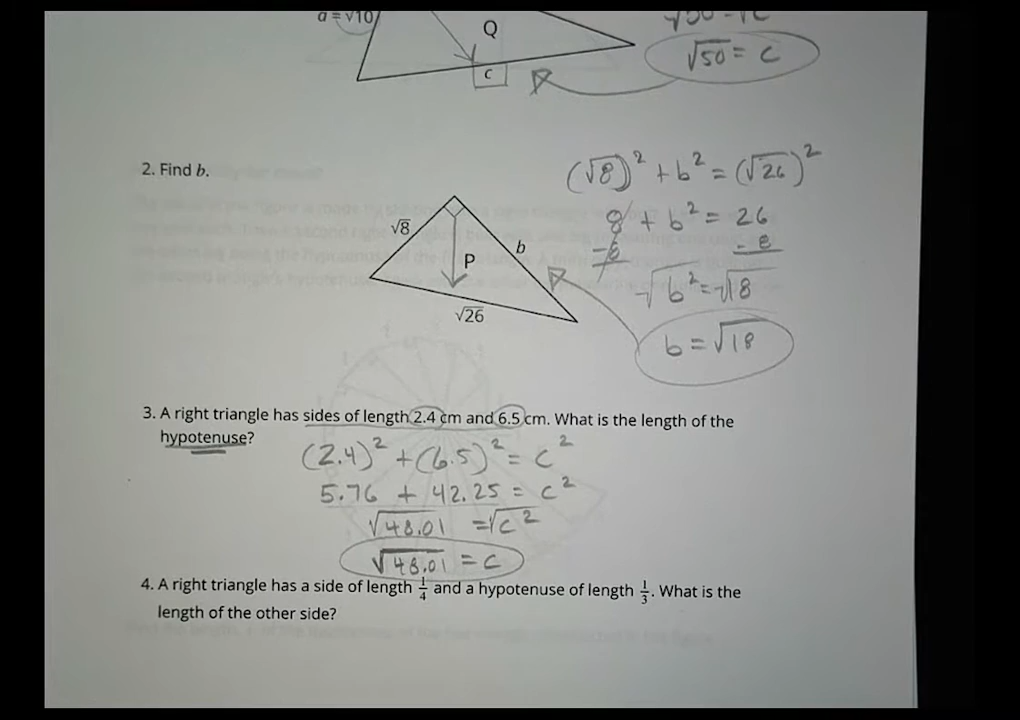 a = √10
Q
√50 = c
c
2. Find b.
(√8)² + b² = (√26)²
√8
8 + b² = 26
b
-8 - 8
P
√b² = √18
√26
b = √18
3. A right triangle has sides of length 2.4 cm and 6.5 cm. What is the length of the
hypotenuse?
(2.4)² + (6.5)² = c²
5.76 + 42.25 = c²
√48.01 = √c²
√48.01 = c
4. A right triangle has a side of length 1/4 and a hypotenuse of length 1/3. What is the
length of the other side?